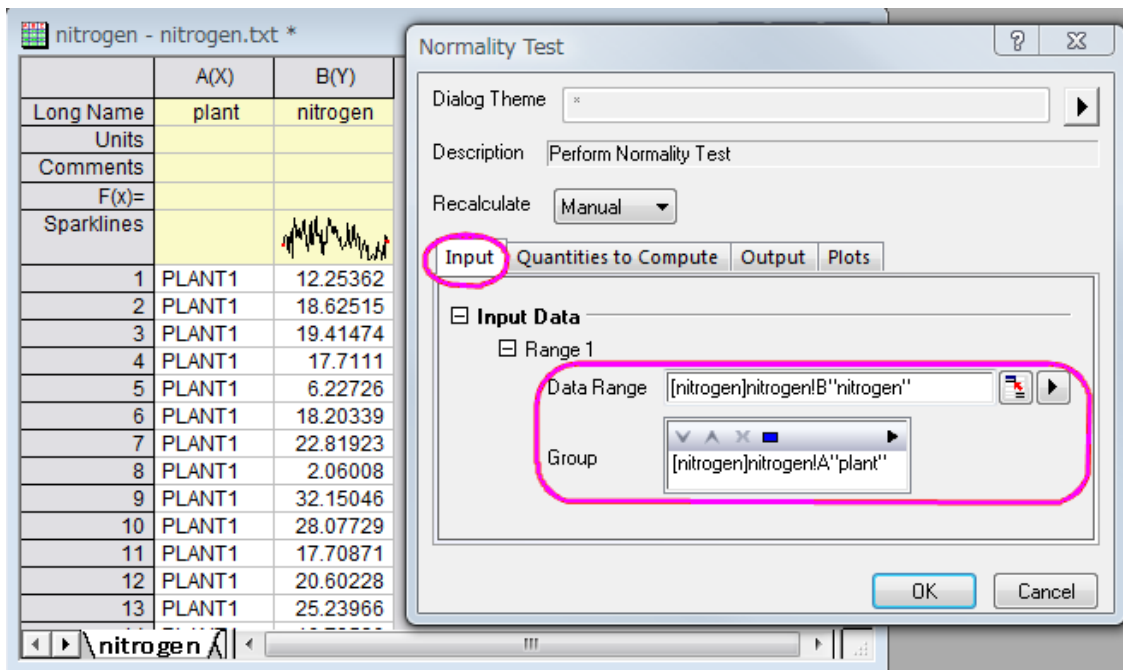 nitrogen - nitrogen.txt *
A(X) B(Y)
Long Name plant nitrogen
Units
Comments
F(x)=
Sparklines
1 PLANT1 12.25362
2 PLANT1 18.62515
3 PLANT1 19.41474
4 PLANT1 17.7111
5 PLANT1 6.22726
6 PLANT1 18.20339
7 PLANT1 22.81923
8 PLANT1 2.06008
9 PLANT1 32.15046
10 PLANT1 28.07729
11 PLANT1 17.70871
12 PLANT1 20.60228
13 PLANT1 25.23966
nitrogen
Normality Test
Dialog Theme *
Description Perform Normality Test
Recalculate Manual
Input Quantities to Compute Output Plots
Input Data
Range 1
Data Range [nitrogen]nitrogen!B"nitrogen"
Group [nitrogen]nitrogen!A"plant"
OK Cancel